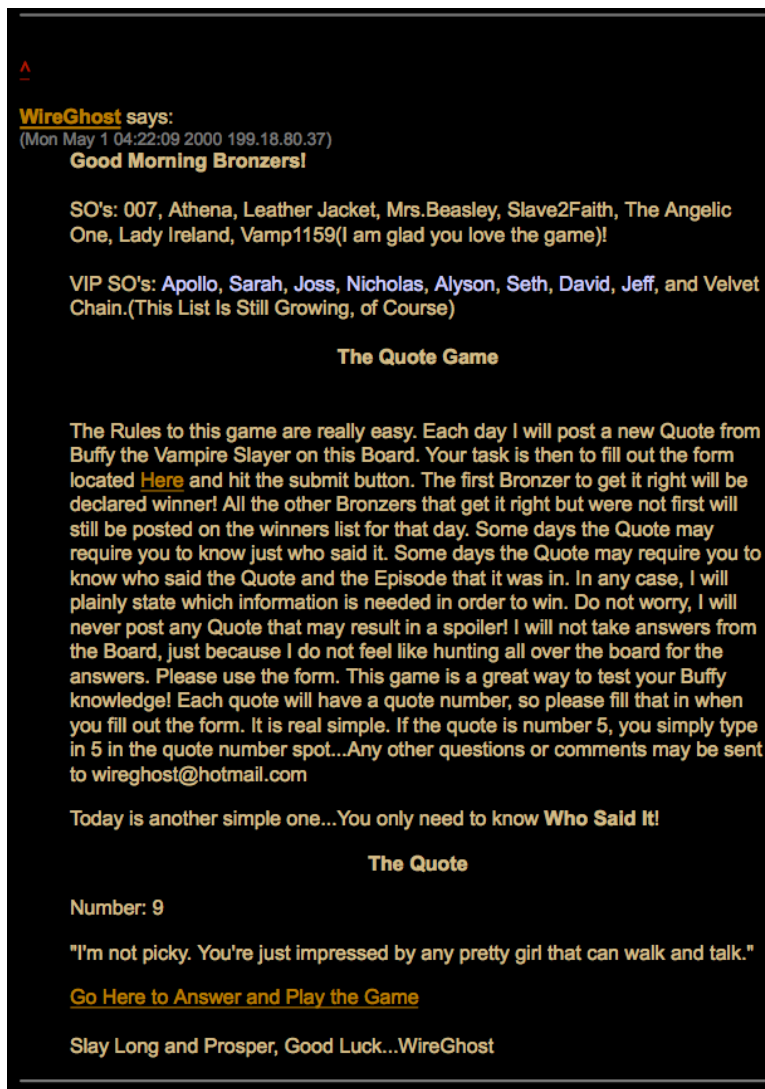 ^
WireGhost says:
(Mon May 1 04:22:09 2000 199.18.80.37)
Good Morning Bronzers!
SO's: 007, Athena, Leather Jacket, Mrs.Beasley, Slave2Faith, The Angelic
One, Lady Ireland, Vamp1159(I am glad you love the game)!
VIP SO's: Apollo, Sarah, Joss, Nicholas, Alyson, Seth, David, Jeff, and Velvet
Chain.(This List Is Still Growing, of Course)
The Quote Game
The Rules to this game are really easy. Each day I will post a new Quote from
Buffy the Vampire Slayer on this Board. Your task is then to fill out the form
located Here and hit the submit button. The first Bronzer to get it right will be
declared winner! All the other Bronzers that get it right but were not first will
still be posted on the winners list for that day. Some days the Quote may
require you to know just who said it. Some days the Quote may require you to
know who said the Quote and the Episode that it was in. In any case, I will
plainly state which information is needed in order to win. Do not worry, I will
never post any Quote that may result in a spoiler! I will not take answers from
the Board, just because I do not feel like hunting all over the board for the
answers. Please use the form. This game is a great way to test your Buffy
knowledge! Each quote will have a quote number, so please fill that in when
you fill out the form. It is real simple. If the quote is number 5, you simply type
in 5 in the quote number spot...Any other questions or comments may be sent
to wireghost@hotmail.com
Today is another simple one...You only need to know Who Said It!
The Quote
Number: 9
"I'm not picky. You're just impressed by any pretty girl that can walk and talk."
Go Here to Answer and Play the Game
Slay Long and Prosper, Good Luck...WireGhost